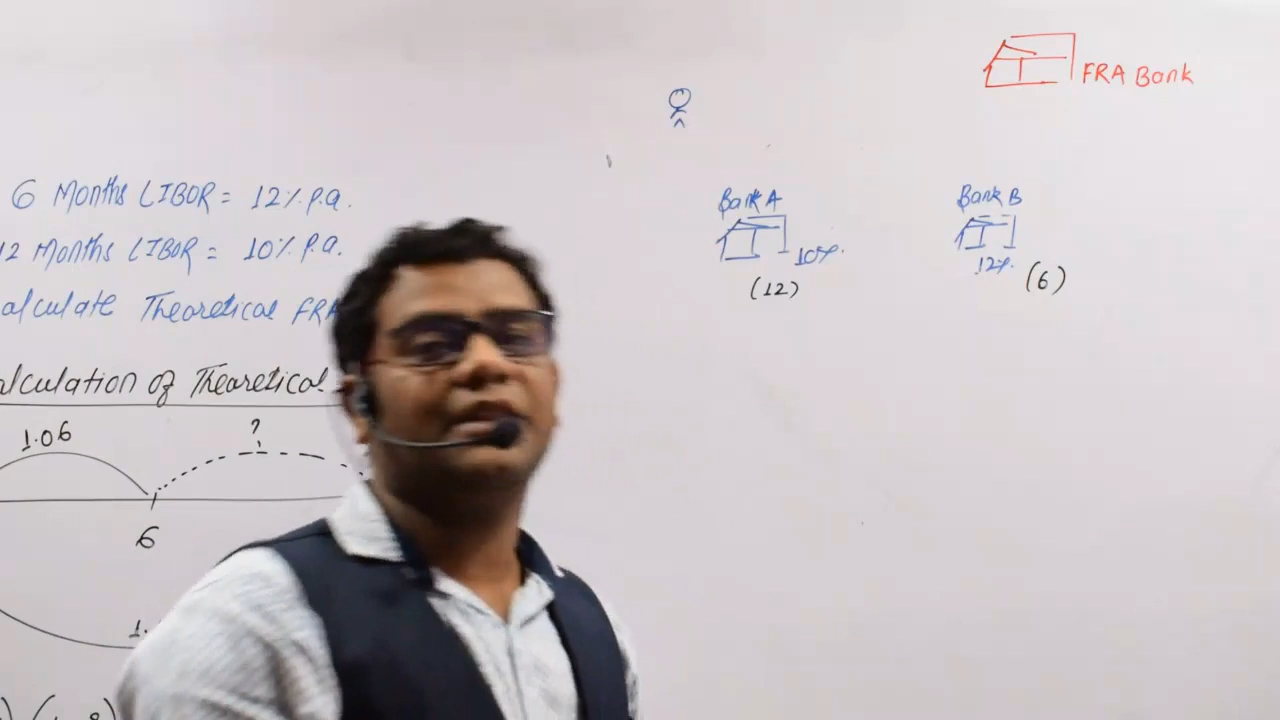 FRA Bank
6 Months LIBOR = 12% p.a.
12 Months LIBOR = 10% p.a.
alculate Theoretical FRA
alculation of Theoretical
1.06
?
6
1.
Bank A
10%.
(12)
Bank B
12%.
(6)